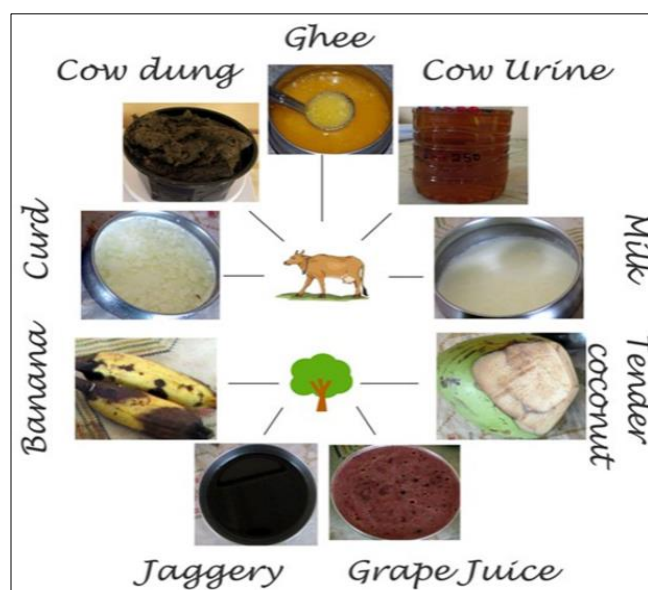 Ghee
Cow dung
Cow Urine
Curd
Milk
Banana
Tender
coconut
Jaggery
Grape Juice